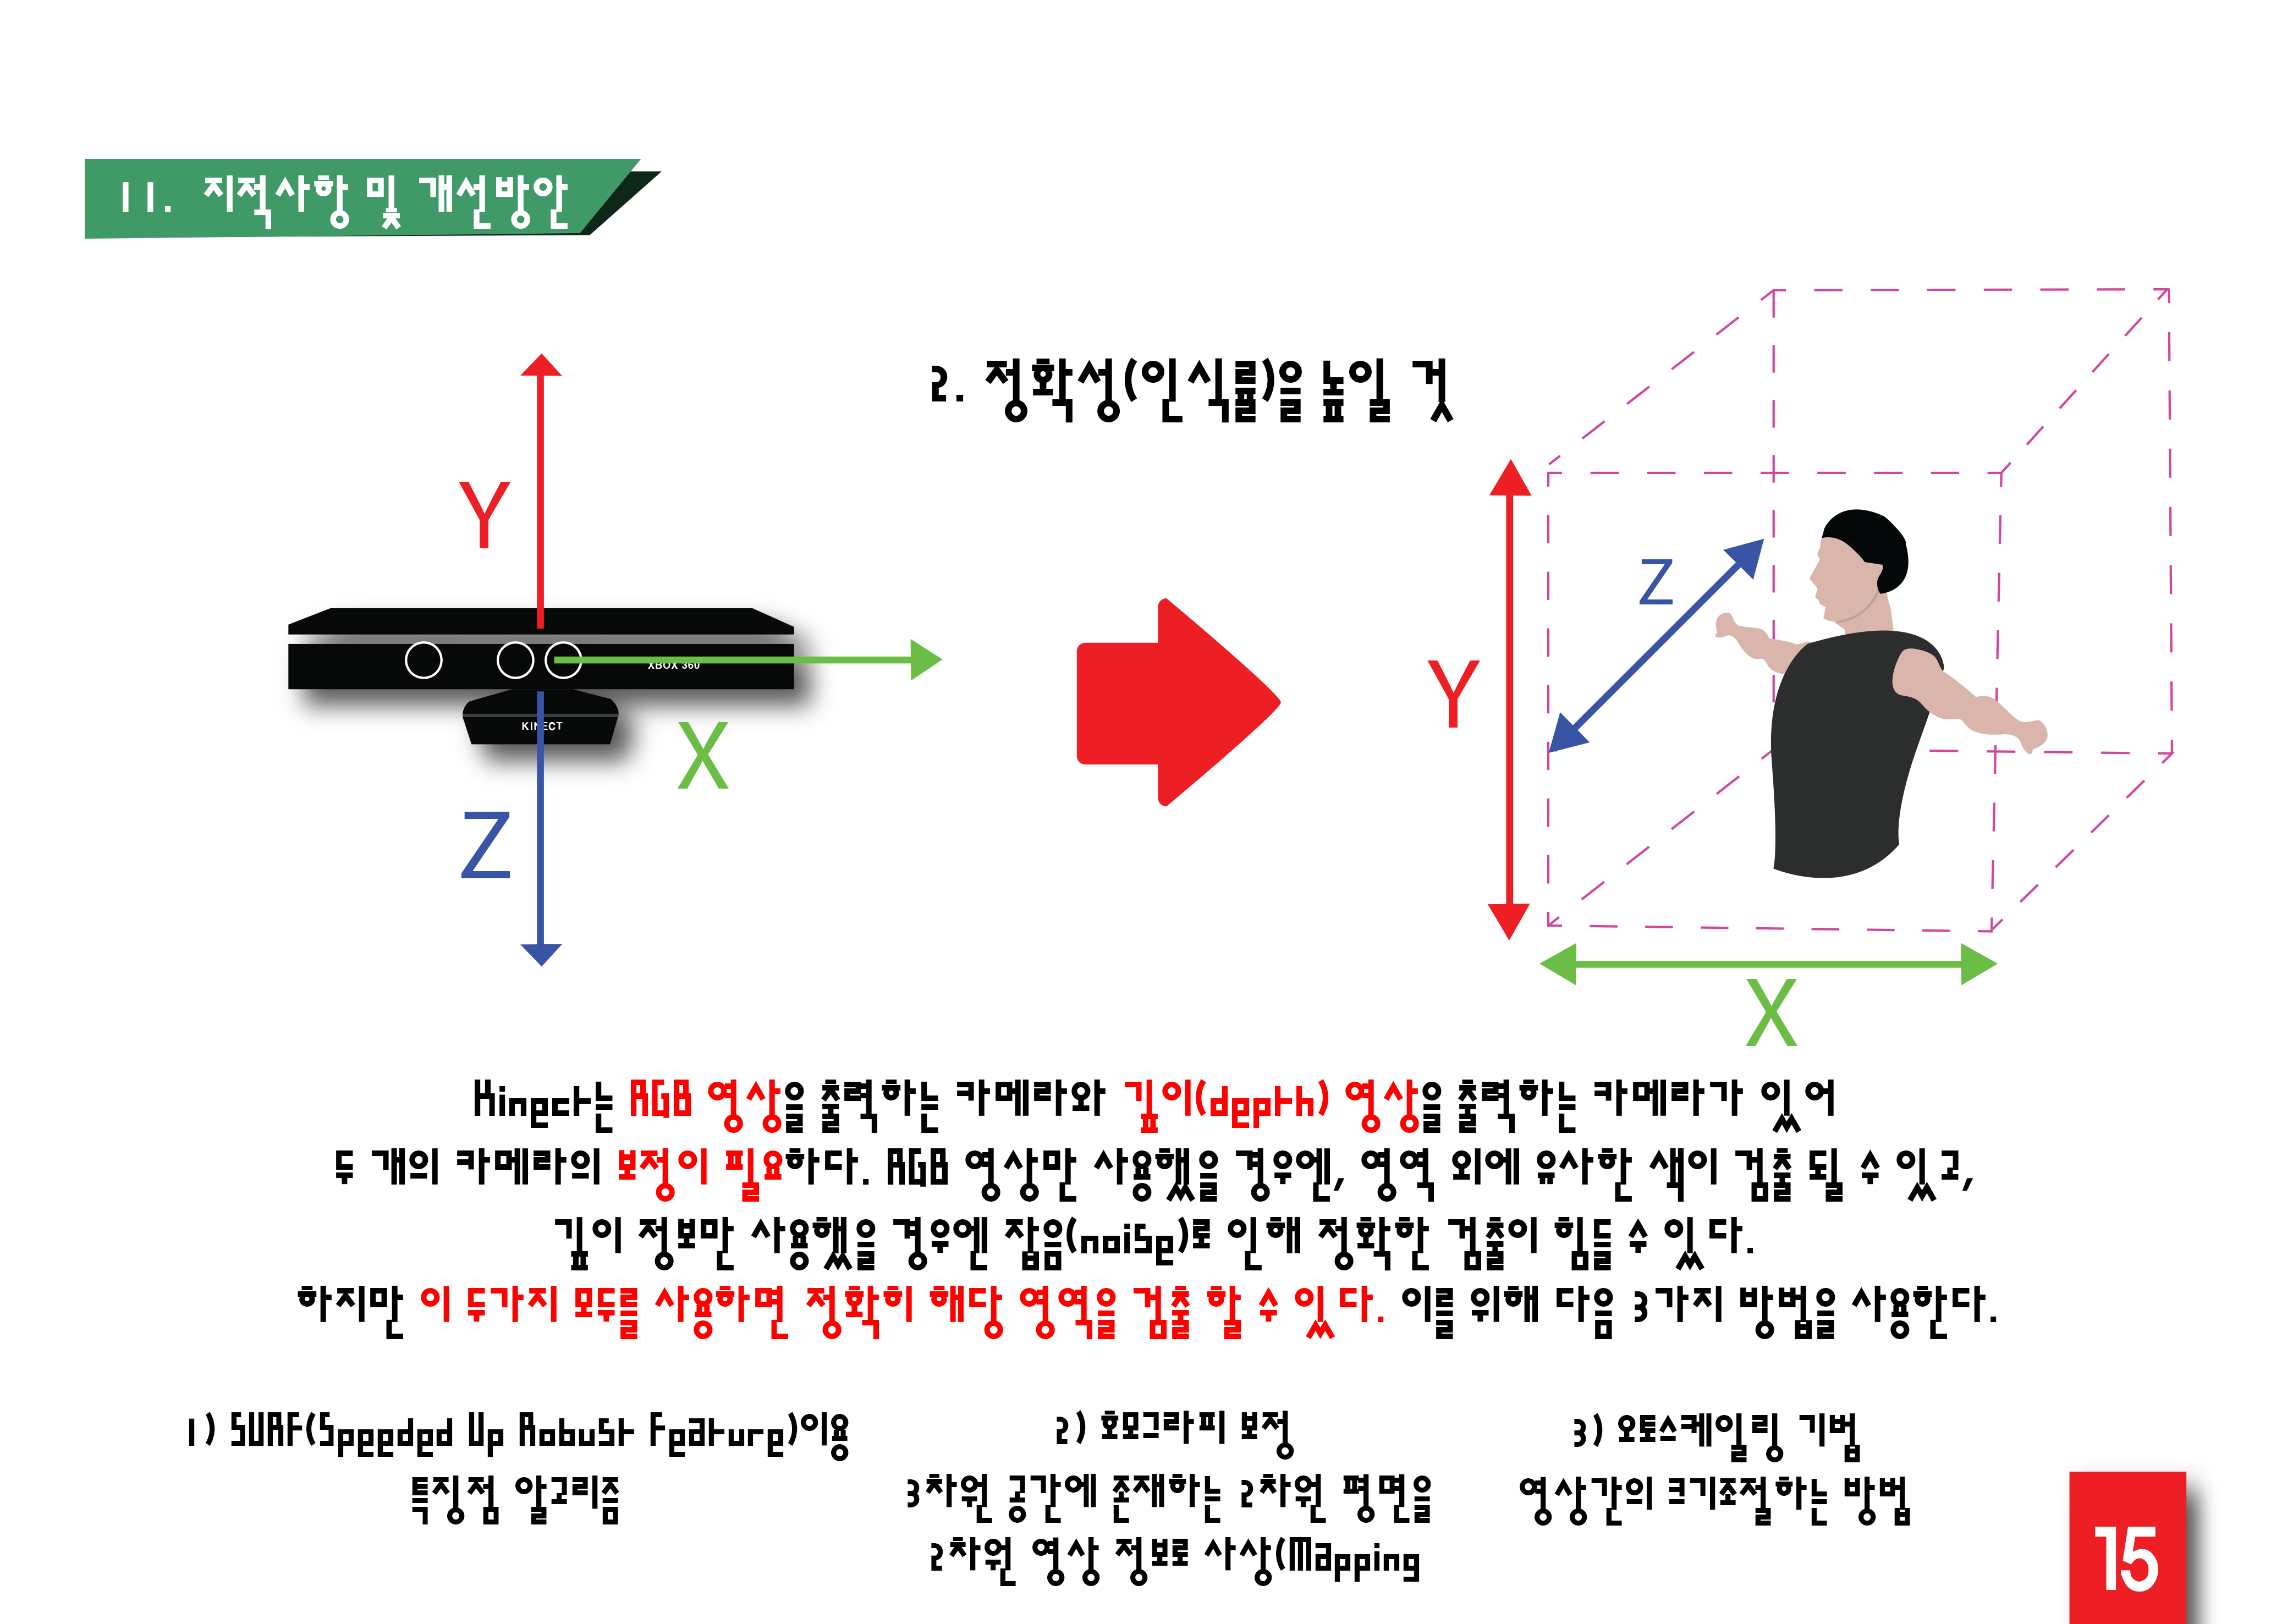 11. 지적사항 및 개선방안
2. 정확성(인식률)을 높일 것
Y
XBOX 360
KINECT
X
Z
Y
Z
X
Kinect는 RGB 영상을 출력하는 카메라와 깊이(depth) 영상을 출력하는 카메라가 있어
두 개의 카메라의 보정이 필요하다. RGB 영상만 사용했을 경우엔, 영역 외에 유사한 색이 검출 될 수 있고,
깊이 정보만 사용했을 경우엔 잡음(noise)로 인해 정확한 검출이 힘들 수 있다.
하지만 이 두가지 모두를 사용하면 정확히 해당 영역을 검출 할 수 있다. 이를 위해 다음 3가지 방법을 사용한다.
1) SURF(Speeded Up Robust Feature)이용
특징점 알고리즘
2) 호모그라피 보정
3차원 공간에 존재하는 2차원 평면을
2차원 영상 정보로 사상(Mapping
3) 오토스케일링 기법
영상간의 크기조절하는 방법
15